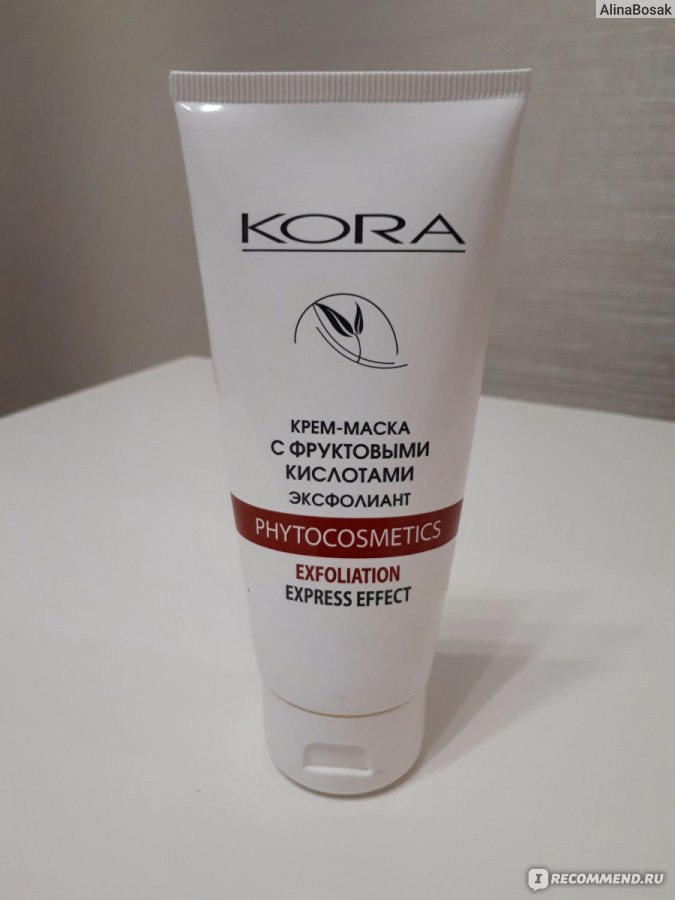 AlinaBosak
KORA
КРЕМ-МАСКА
С ФРУКТОВЫМИ
КИСЛОТАМИ
ЭКСФОЛИАНТ
PHYTOCOSMETICS
EXFOLIATION
EXPRESS EFFECT
I RECOMMEND.RU